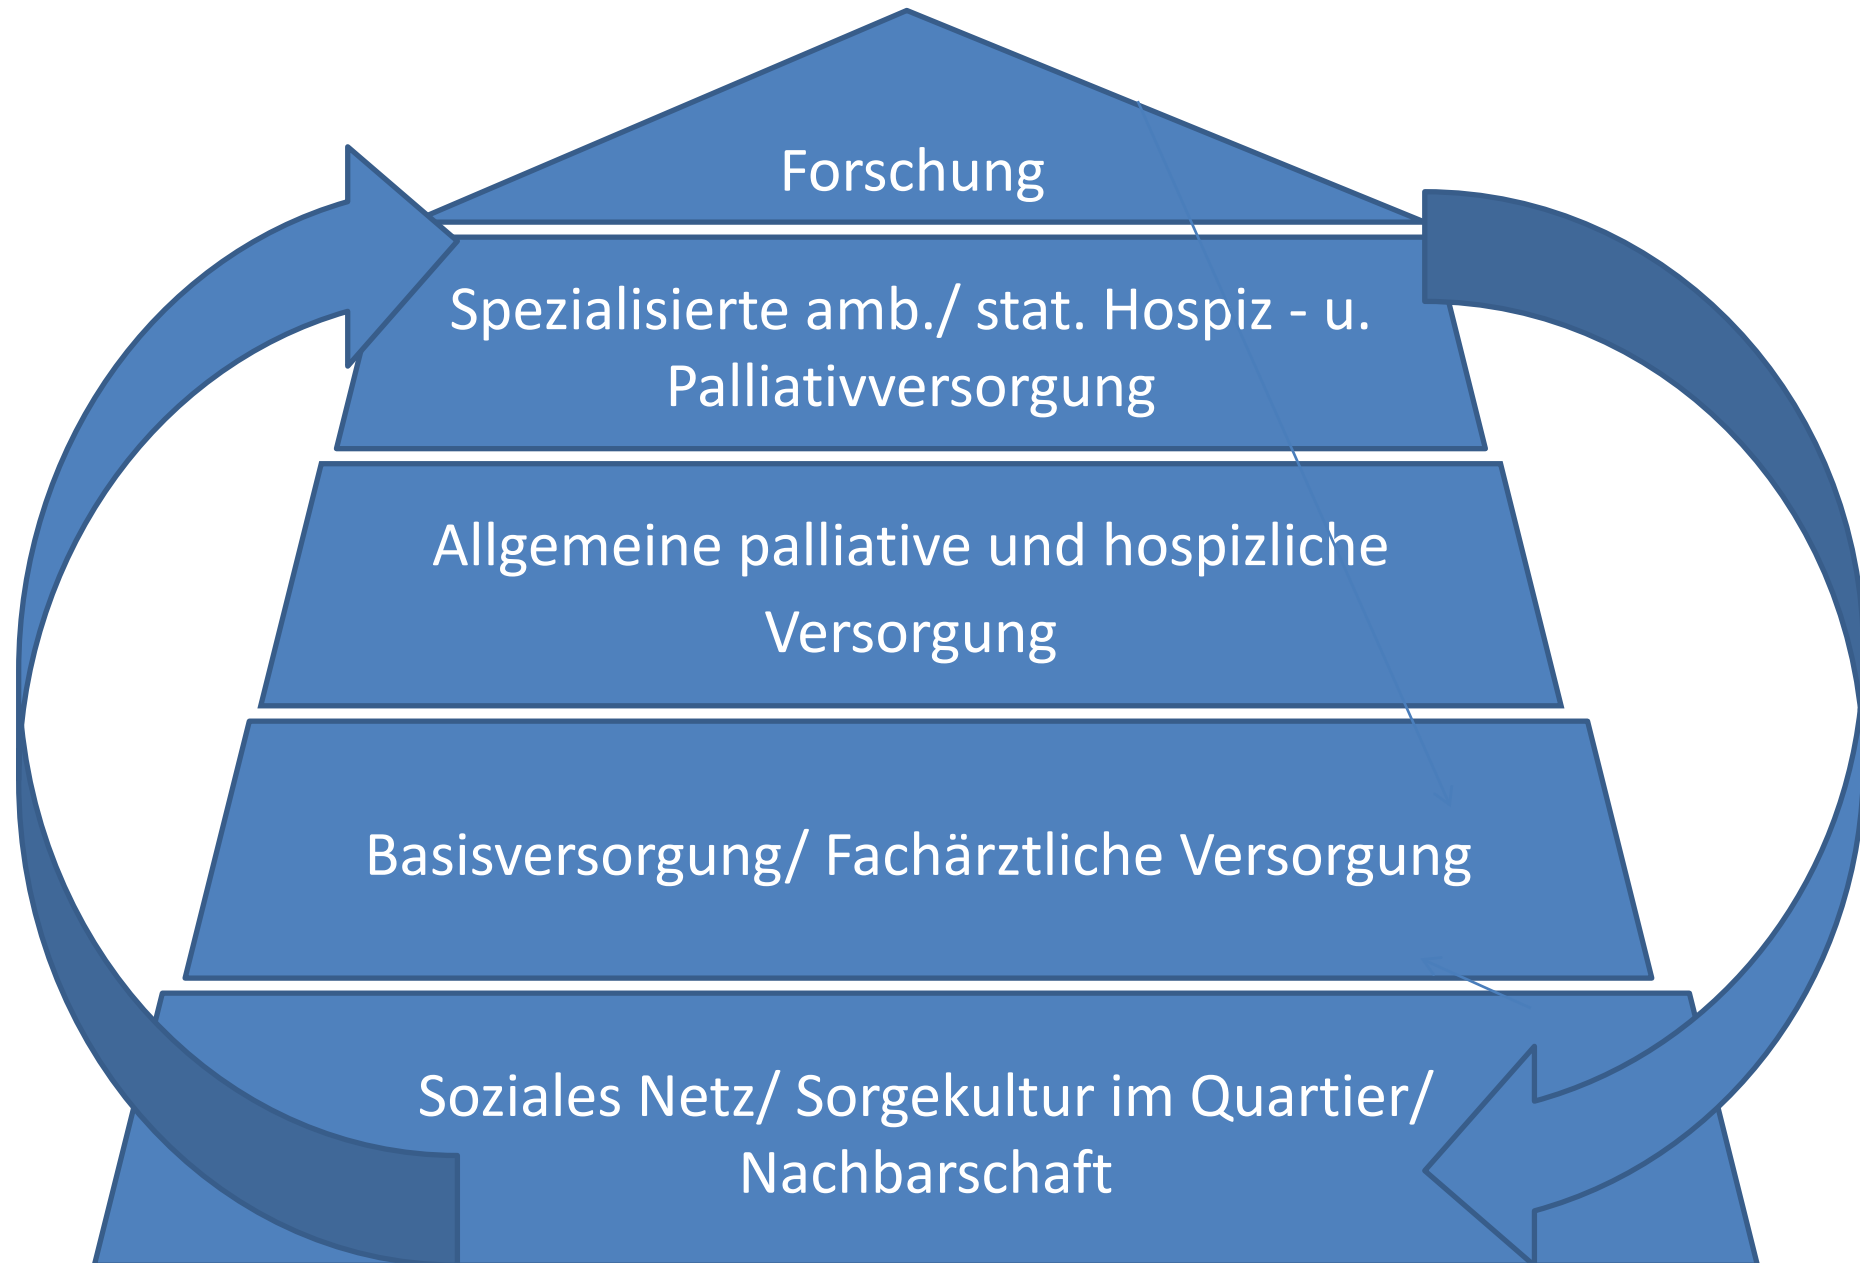 Forschung
Spezialisierte amb./ stat. Hospiz - u.
Palliativversorgung
Allgemeine palliative und hospizliche
Versorgung
Basisversorgung/ Fachärztliche Versorgung
Soziales Netz/ Sorgekultur im Quartier/
Nachbarschaft